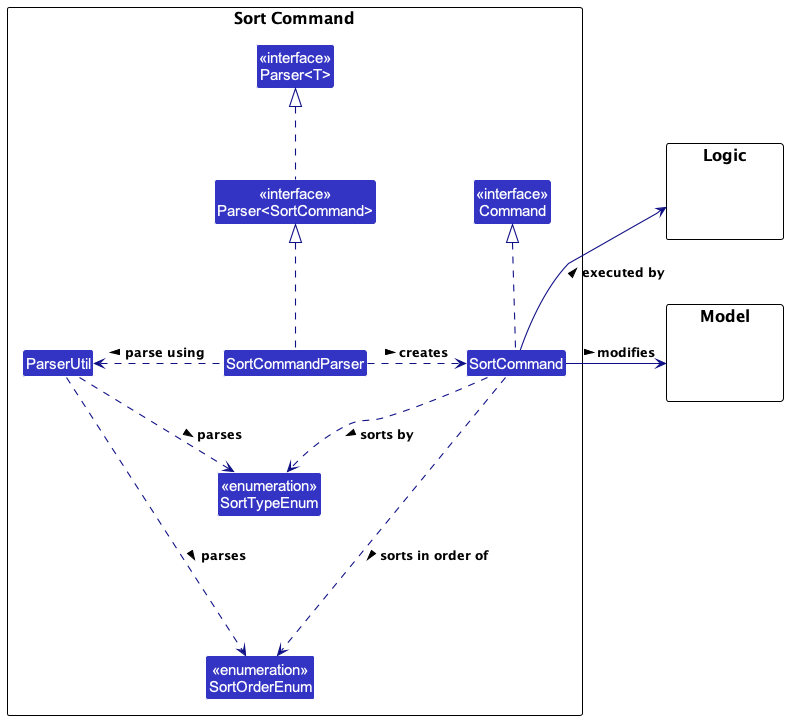 Sort Command
«interface»
Parser<T>
Logic
«interface»
Parser<SortCommand>
«interface»
Command
executed by
Model
ParserUtil
parse using
SortCommandParser
creates
SortCommand
modifies
parses
sorts by
«enumeration»
SortTypeEnum
parses
sorts in order of
«enumeration»
SortOrderEnum